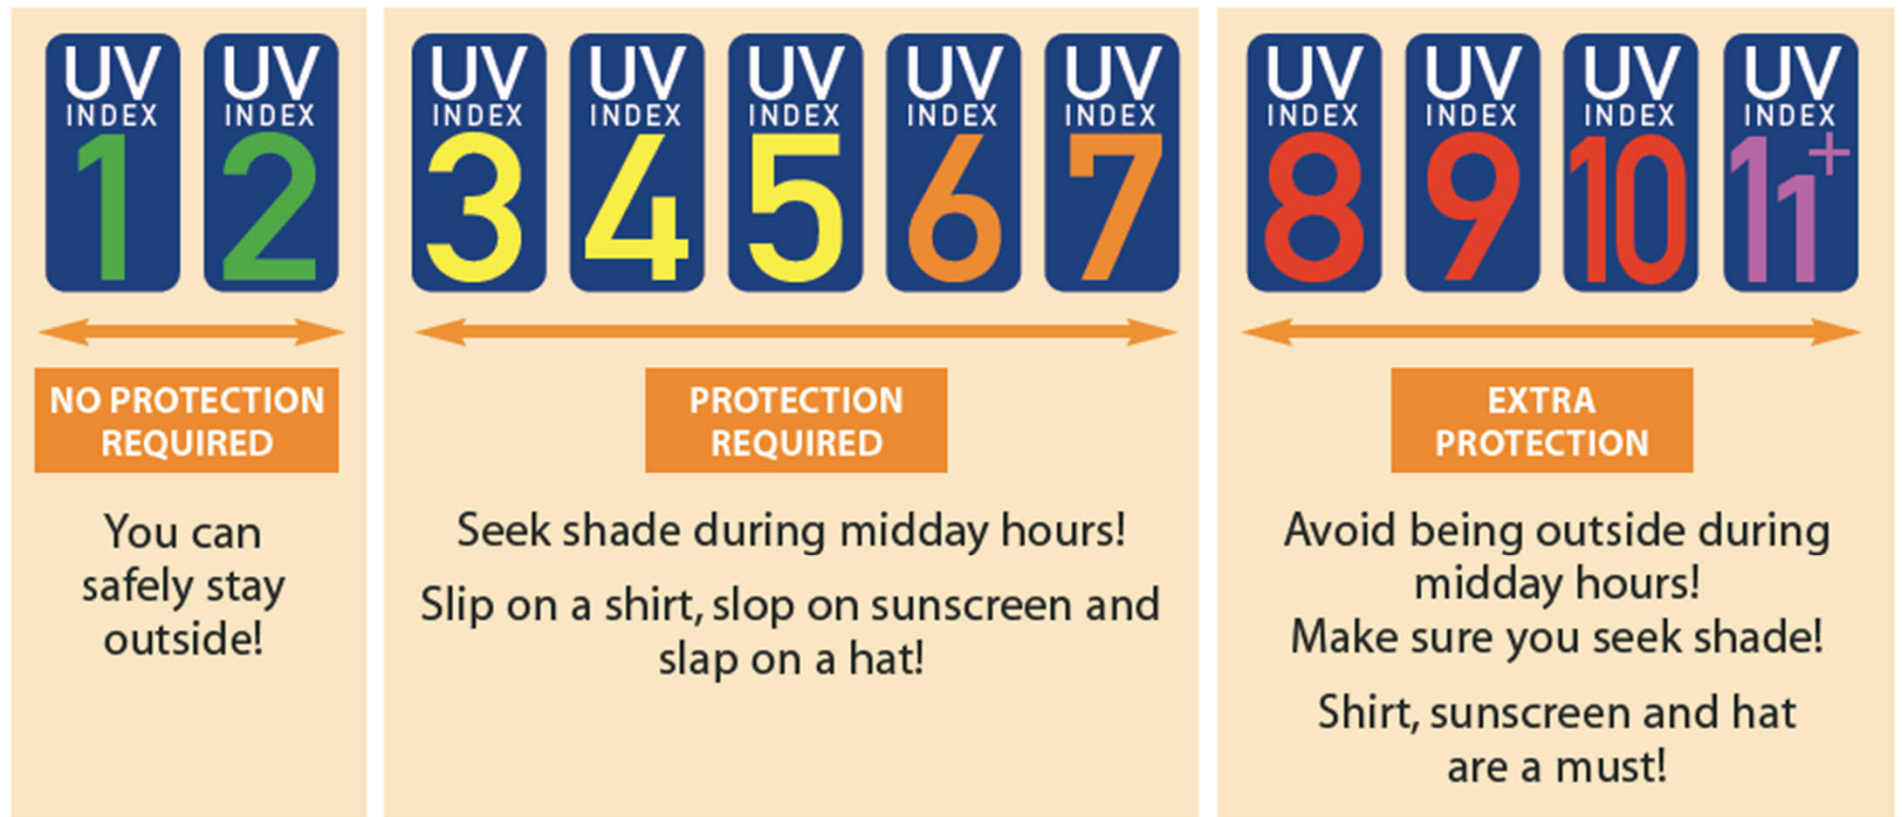 UV
INDEX
1
UV
INDEX
2
NO PROTECTION
REQUIRED
You can
safely stay
outside!
UV
INDEX
3
UV
INDEX
4
UV
INDEX
5
UV
INDEX
6
UV
INDEX
7
PROTECTION
REQUIRED
Seek shade during midday hours!
Slip on a shirt, slop on sunscreen and
slap on a hat!
UV
INDEX
8
UV
INDEX
9
UV
INDEX
10
UV
INDEX
11+
EXTRA
PROTECTION
Avoid being outside during
midday hours!
Make sure you seek shade!
Shirt, sunscreen and hat
are a must!